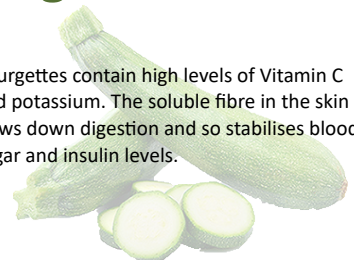 urgettes contain high levels of Vitamin C
d potassium. The soluble fibre in the skin
ws down digestion and so stabilises blood
gar and insulin levels.